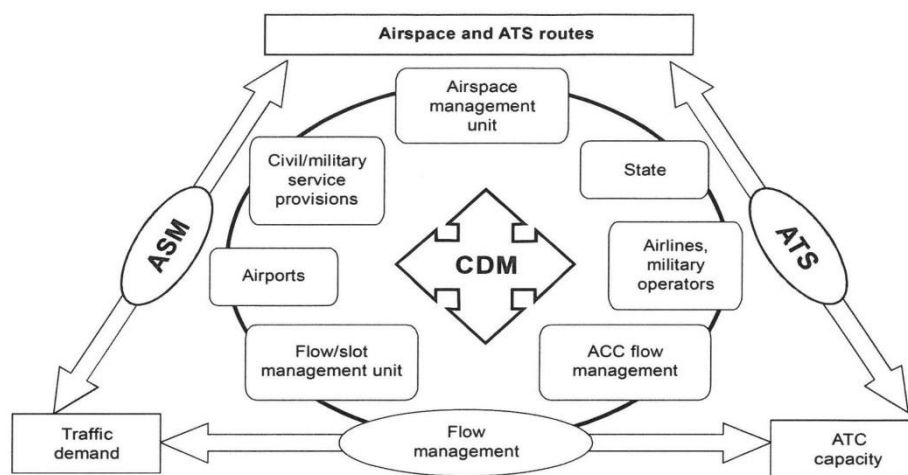 Airspace and ATS routes
Airspace
management
unit
Civil/military
service
provisions
State
ASM
CDM
ATS
Airports
Airlines,
military
operators
Flow/slot
management unit
ACC flow
management
Traffic
demand
Flow
management
ATC
capacity